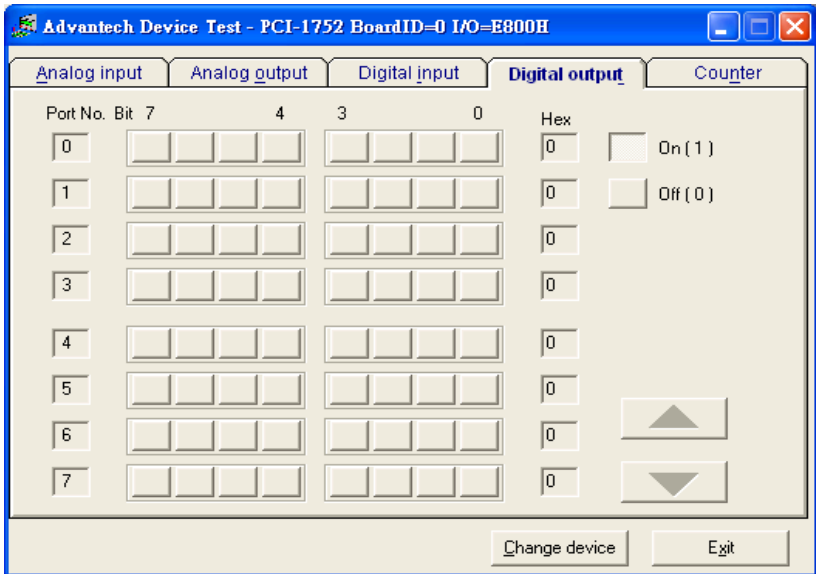 Advantech Device Test - PCI-1752 BoardID=0 I/O=E800H
Analog input Analog output Digital input Digital output Counter
Port No. Bit 7 4 3 0 Hex
0 0 On ( 1 )
1 0 Off ( 0 )
2 0
3 0
4 0
5 0
6 0
7 0
Change device Exit